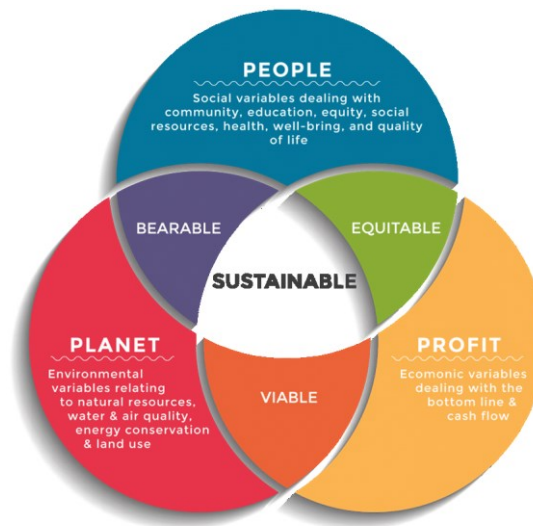 PEOPLE
Social variables dealing with
community, education, equity, social
resources, health, well-bring, and quality
of life
BEARABLE
EQUITABLE
SUSTAINABLE
PLANET
Environmental
variables relating
to natural resources,
water & air quality,
energy conservation
& land use
PROFIT
Ecomonic variables
dealing with the
bottom line &
cash flow
VIABLE